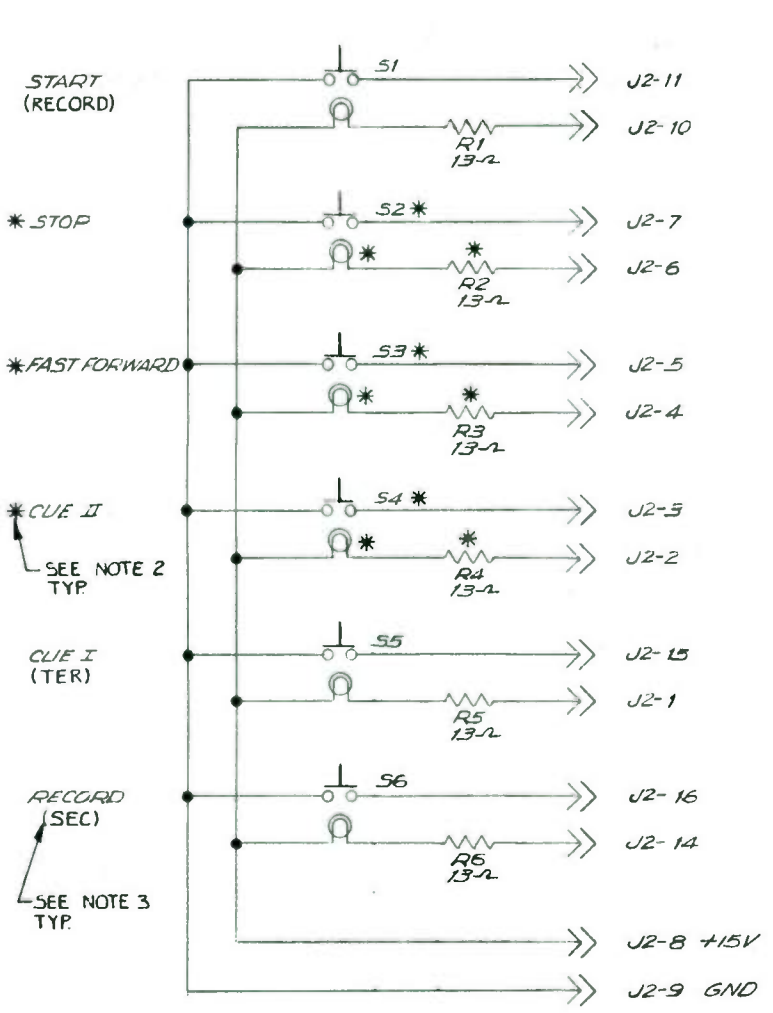 START
(RECORD)
S1
J2-11
J2-10
R1
13Ω
* STOP
S2 *
J2-7
*
*
J2-6
R2
13Ω
* FAST FORWARD
S3 *
J2-5
*
*
J2-4
R3
13Ω
* CUE II
S4 *
J2-3
SEE NOTE 2
TYP.
*
*
J2-2
R4
13Ω
CUE I
(TER)
S5
J2-15
J2-1
R5
13Ω
RECORD
(SEC)
S6
J2-16
J2-14
R6
13Ω
SEE NOTE 3
TYP.
J2-8 +15V
J2-9 GND